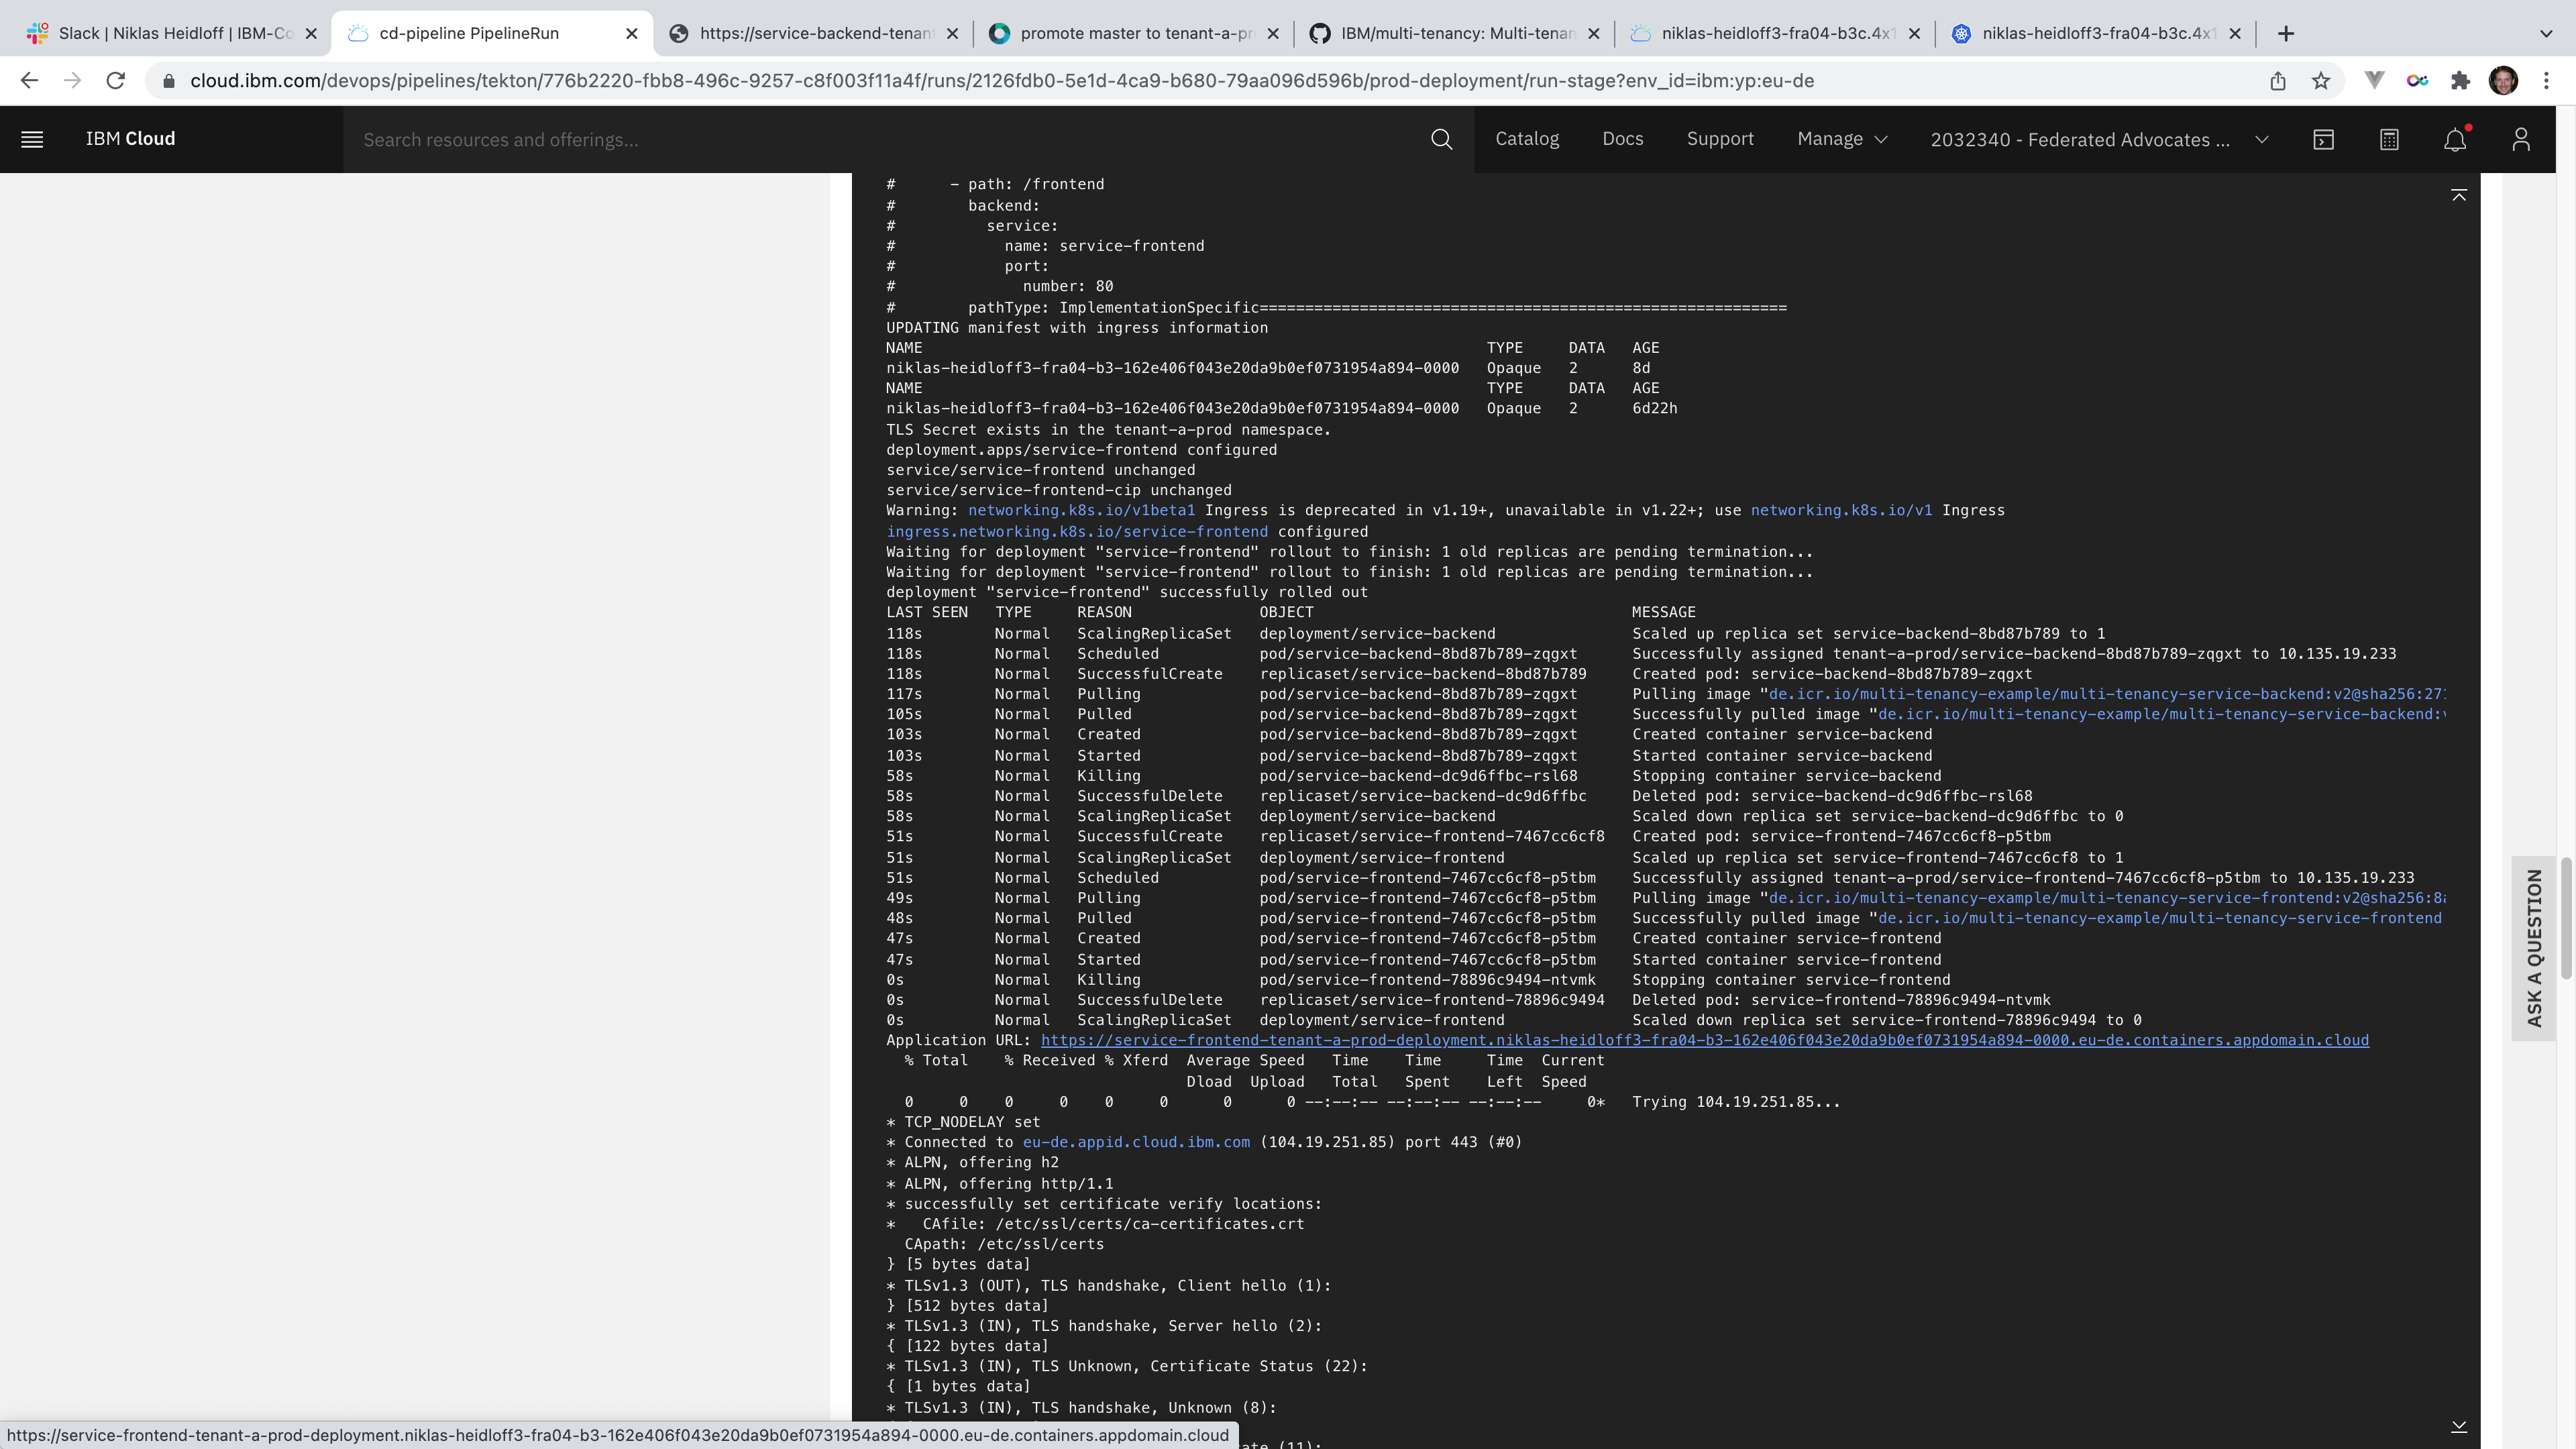 Slack | Niklas Heidloff | IBM-Co
cd-pipeline PipelineRun
https://service-backend-tenant
promote master to tenant-a-pr
IBM/multi-tenancy: Multi-tenan
niklas-heidloff3-fra04-b3c.4x1
niklas-heidloff3-fra04-b3c.4x1
cloud.ibm.com/devops/pipelines/tekton/776b2220-fbb8-496c-9257-c8f003f11a4f/runs/2126fdb0-5e1d-4ca9-b680-79aa096d596b/prod-deployment/run-stage?env_id=ibm:yp:eu-de
IBM Cloud
Search resources and offerings...
Catalog
Docs
Support
Manage
2032340 - Federated Advocates ...
#      - path: /frontend
#        backend:
#          service:
#            name: service-frontend
#            port:
#              number: 80
#        pathType: ImplementationSpecific==========================================================
UPDATING manifest with ingress information
NAME TYPE DATA AGE
niklas-heidloff3-fra04-b3-162e406f043e20da9b0ef0731954a894-0000 Opaque 2 8d
NAME TYPE DATA AGE
niklas-heidloff3-fra04-b3-162e406f043e20da9b0ef0731954a894-0000 Opaque 2 6d22h
TLS Secret exists in the tenant-a-prod namespace.
deployment.apps/service-frontend configured
service/service-frontend unchanged
service/service-frontend-cip unchanged
Warning: networking.k8s.io/v1beta1 Ingress is deprecated in v1.19+, unavailable in v1.22+; use networking.k8s.io/v1 Ingress
ingress.networking.k8s.io/service-frontend configured
Waiting for deployment "service-frontend" rollout to finish: 1 old replicas are pending termination...
Waiting for deployment "service-frontend" rollout to finish: 1 old replicas are pending termination...
deployment "service-frontend" successfully rolled out
LAST SEEN TYPE REASON OBJECT MESSAGE
118s Normal ScalingReplicaSet deployment/service-backend Scaled up replica set service-backend-8bd87b789 to 1
118s Normal Scheduled pod/service-backend-8bd87b789-zqgxt Successfully assigned tenant-a-prod/service-backend-8bd87b789-zqgxt to 10.135.19.233
118s Normal SuccessfulCreate replicaset/service-backend-8bd87b789 Created pod: service-backend-8bd87b789-zqgxt
117s Normal Pulling pod/service-backend-8bd87b789-zqgxt Pulling image "de.icr.io/multi-tenancy-example/multi-tenancy-service-backend:v2@sha256:271
105s Normal Pulled pod/service-backend-8bd87b789-zqgxt Successfully pulled image "de.icr.io/multi-tenancy-example/multi-tenancy-service-backend:v
103s Normal Created pod/service-backend-8bd87b789-zqgxt Created container service-backend
103s Normal Started pod/service-backend-8bd87b789-zqgxt Started container service-backend
58s Normal Killing pod/service-backend-dc9d6ffbc-rsl68 Stopping container service-backend
58s Normal SuccessfulDelete replicaset/service-backend-dc9d6ffbc Deleted pod: service-backend-dc9d6ffbc-rsl68
58s Normal ScalingReplicaSet deployment/service-backend Scaled down replica set service-backend-dc9d6ffbc to 0
51s Normal SuccessfulCreate replicaset/service-frontend-7467cc6cf8 Created pod: service-frontend-7467cc6cf8-p5tbm
51s Normal ScalingReplicaSet deployment/service-frontend Scaled up replica set service-frontend-7467cc6cf8 to 1
51s Normal Scheduled pod/service-frontend-7467cc6cf8-p5tbm Successfully assigned tenant-a-prod/service-frontend-7467cc6cf8-p5tbm to 10.135.19.233
49s Normal Pulling pod/service-frontend-7467cc6cf8-p5tbm Pulling image "de.icr.io/multi-tenancy-example/multi-tenancy-service-frontend:v2@sha256:8a
48s Normal Pulled pod/service-frontend-7467cc6cf8-p5tbm Successfully pulled image "de.icr.io/multi-tenancy-example/multi-tenancy-service-frontend
47s Normal Created pod/service-frontend-7467cc6cf8-p5tbm Created container service-frontend
47s Normal Started pod/service-frontend-7467cc6cf8-p5tbm Started container service-frontend
0s Normal Killing pod/service-frontend-78896c9494-ntvmk Stopping container service-frontend
0s Normal SuccessfulDelete replicaset/service-frontend-78896c9494 Deleted pod: service-frontend-78896c9494-ntvmk
0s Normal ScalingReplicaSet deployment/service-frontend Scaled down replica set service-frontend-78896c9494 to 0
Application URL: https://service-frontend-tenant-a-prod-deployment.niklas-heidloff3-fra04-b3-162e406f043e20da9b0ef0731954a894-0000.eu-de.containers.appdomain.cloud
% Total % Received % Xferd Average Speed Time Time Time Current
Dload Upload Total Spent Left Speed
0 0 0 0 0 0 0 0 --:--:-- --:--:-- --:--:-- 0* Trying 104.19.251.85...
* TCP_NODELAY set
* Connected to eu-de.appid.cloud.ibm.com (104.19.251.85) port 443 (#0)
* ALPN, offering h2
* ALPN, offering http/1.1
* successfully set certificate verify locations:
*   CAfile: /etc/ssl/certs/ca-certificates.crt
  CApath: /etc/ssl/certs
} [5 bytes data]
* TLSv1.3 (OUT), TLS handshake, Client hello (1):
} [512 bytes data]
* TLSv1.3 (IN), TLS handshake, Server hello (2):
{ [122 bytes data]
* TLSv1.3 (IN), TLS Unknown, Certificate Status (22):
{ [1 bytes data]
* TLSv1.3 (IN), TLS handshake, Unknown (8):
ASK A QUESTION
https://service-frontend-tenant-a-prod-deployment.niklas-heidloff3-fra04-b3-162e406f043e20da9b0ef0731954a894-0000.eu-de.containers.appdomain.cloud